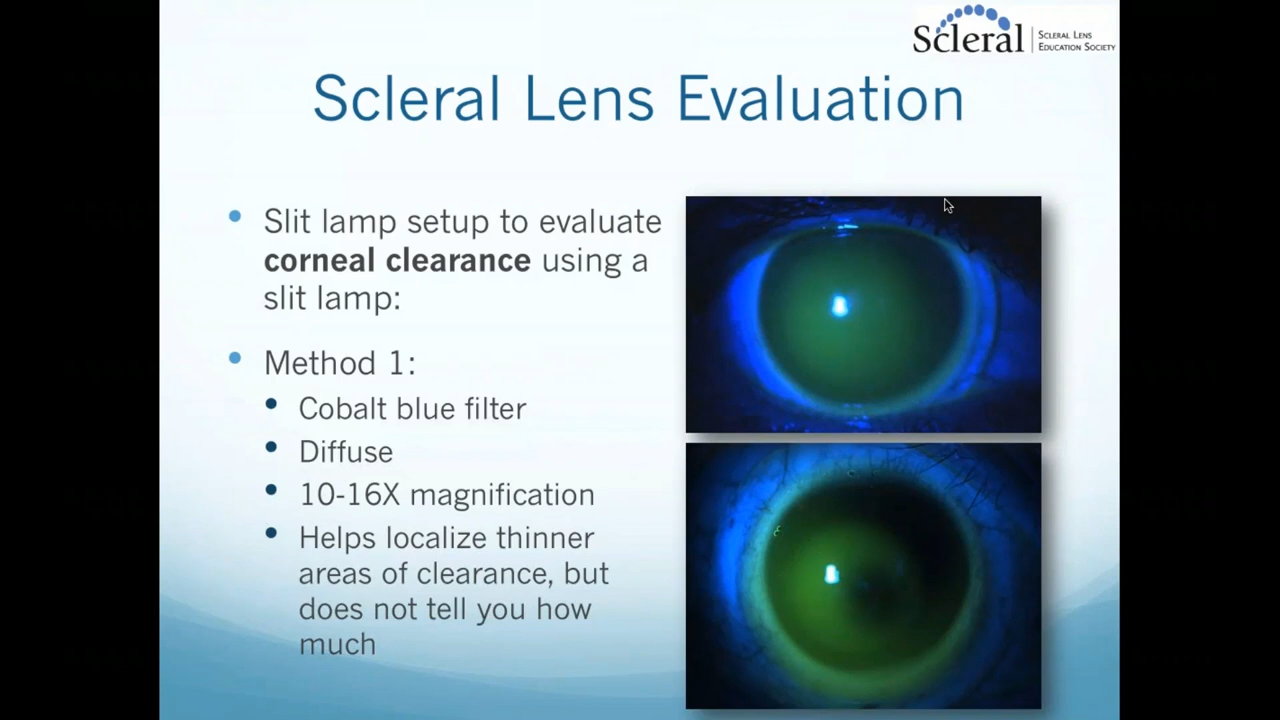 Scleral
SCLERAL LENS
EDUCATION SOCIETY
Scleral Lens Evaluation
• Slit lamp setup to evaluate
corneal clearance using a
slit lamp:
• Method 1:
• Cobalt blue filter
• Diffuse
• 10-16X magnification
• Helps localize thinner
areas of clearance, but
does not tell you how
much